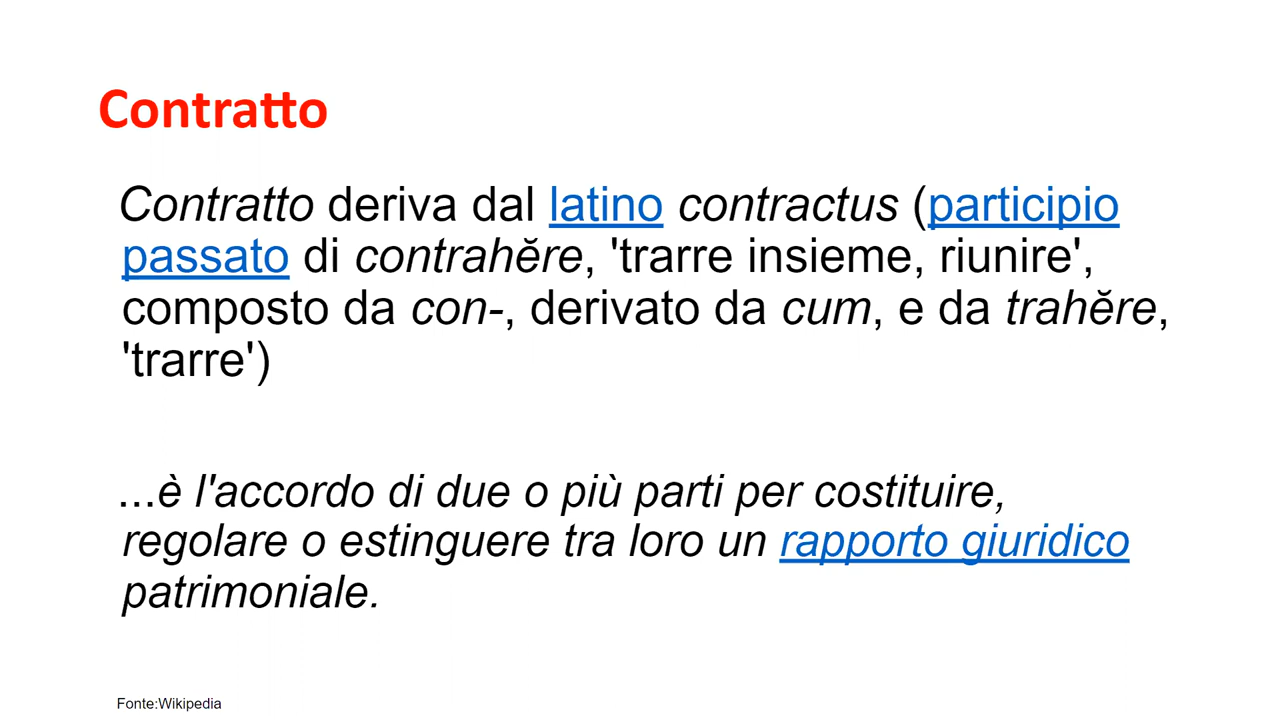 Contratto
Contratto deriva dal latino contractus (participio
passato di contrahĕre, 'trarre insieme, riunire',
composto da con-, derivato da cum, e da trahĕre,
'trarre')
...è l'accordo di due o più parti per costituire,
regolare o estinguere tra loro un rapporto giuridico
patrimoniale.
Fonte:Wikipedia